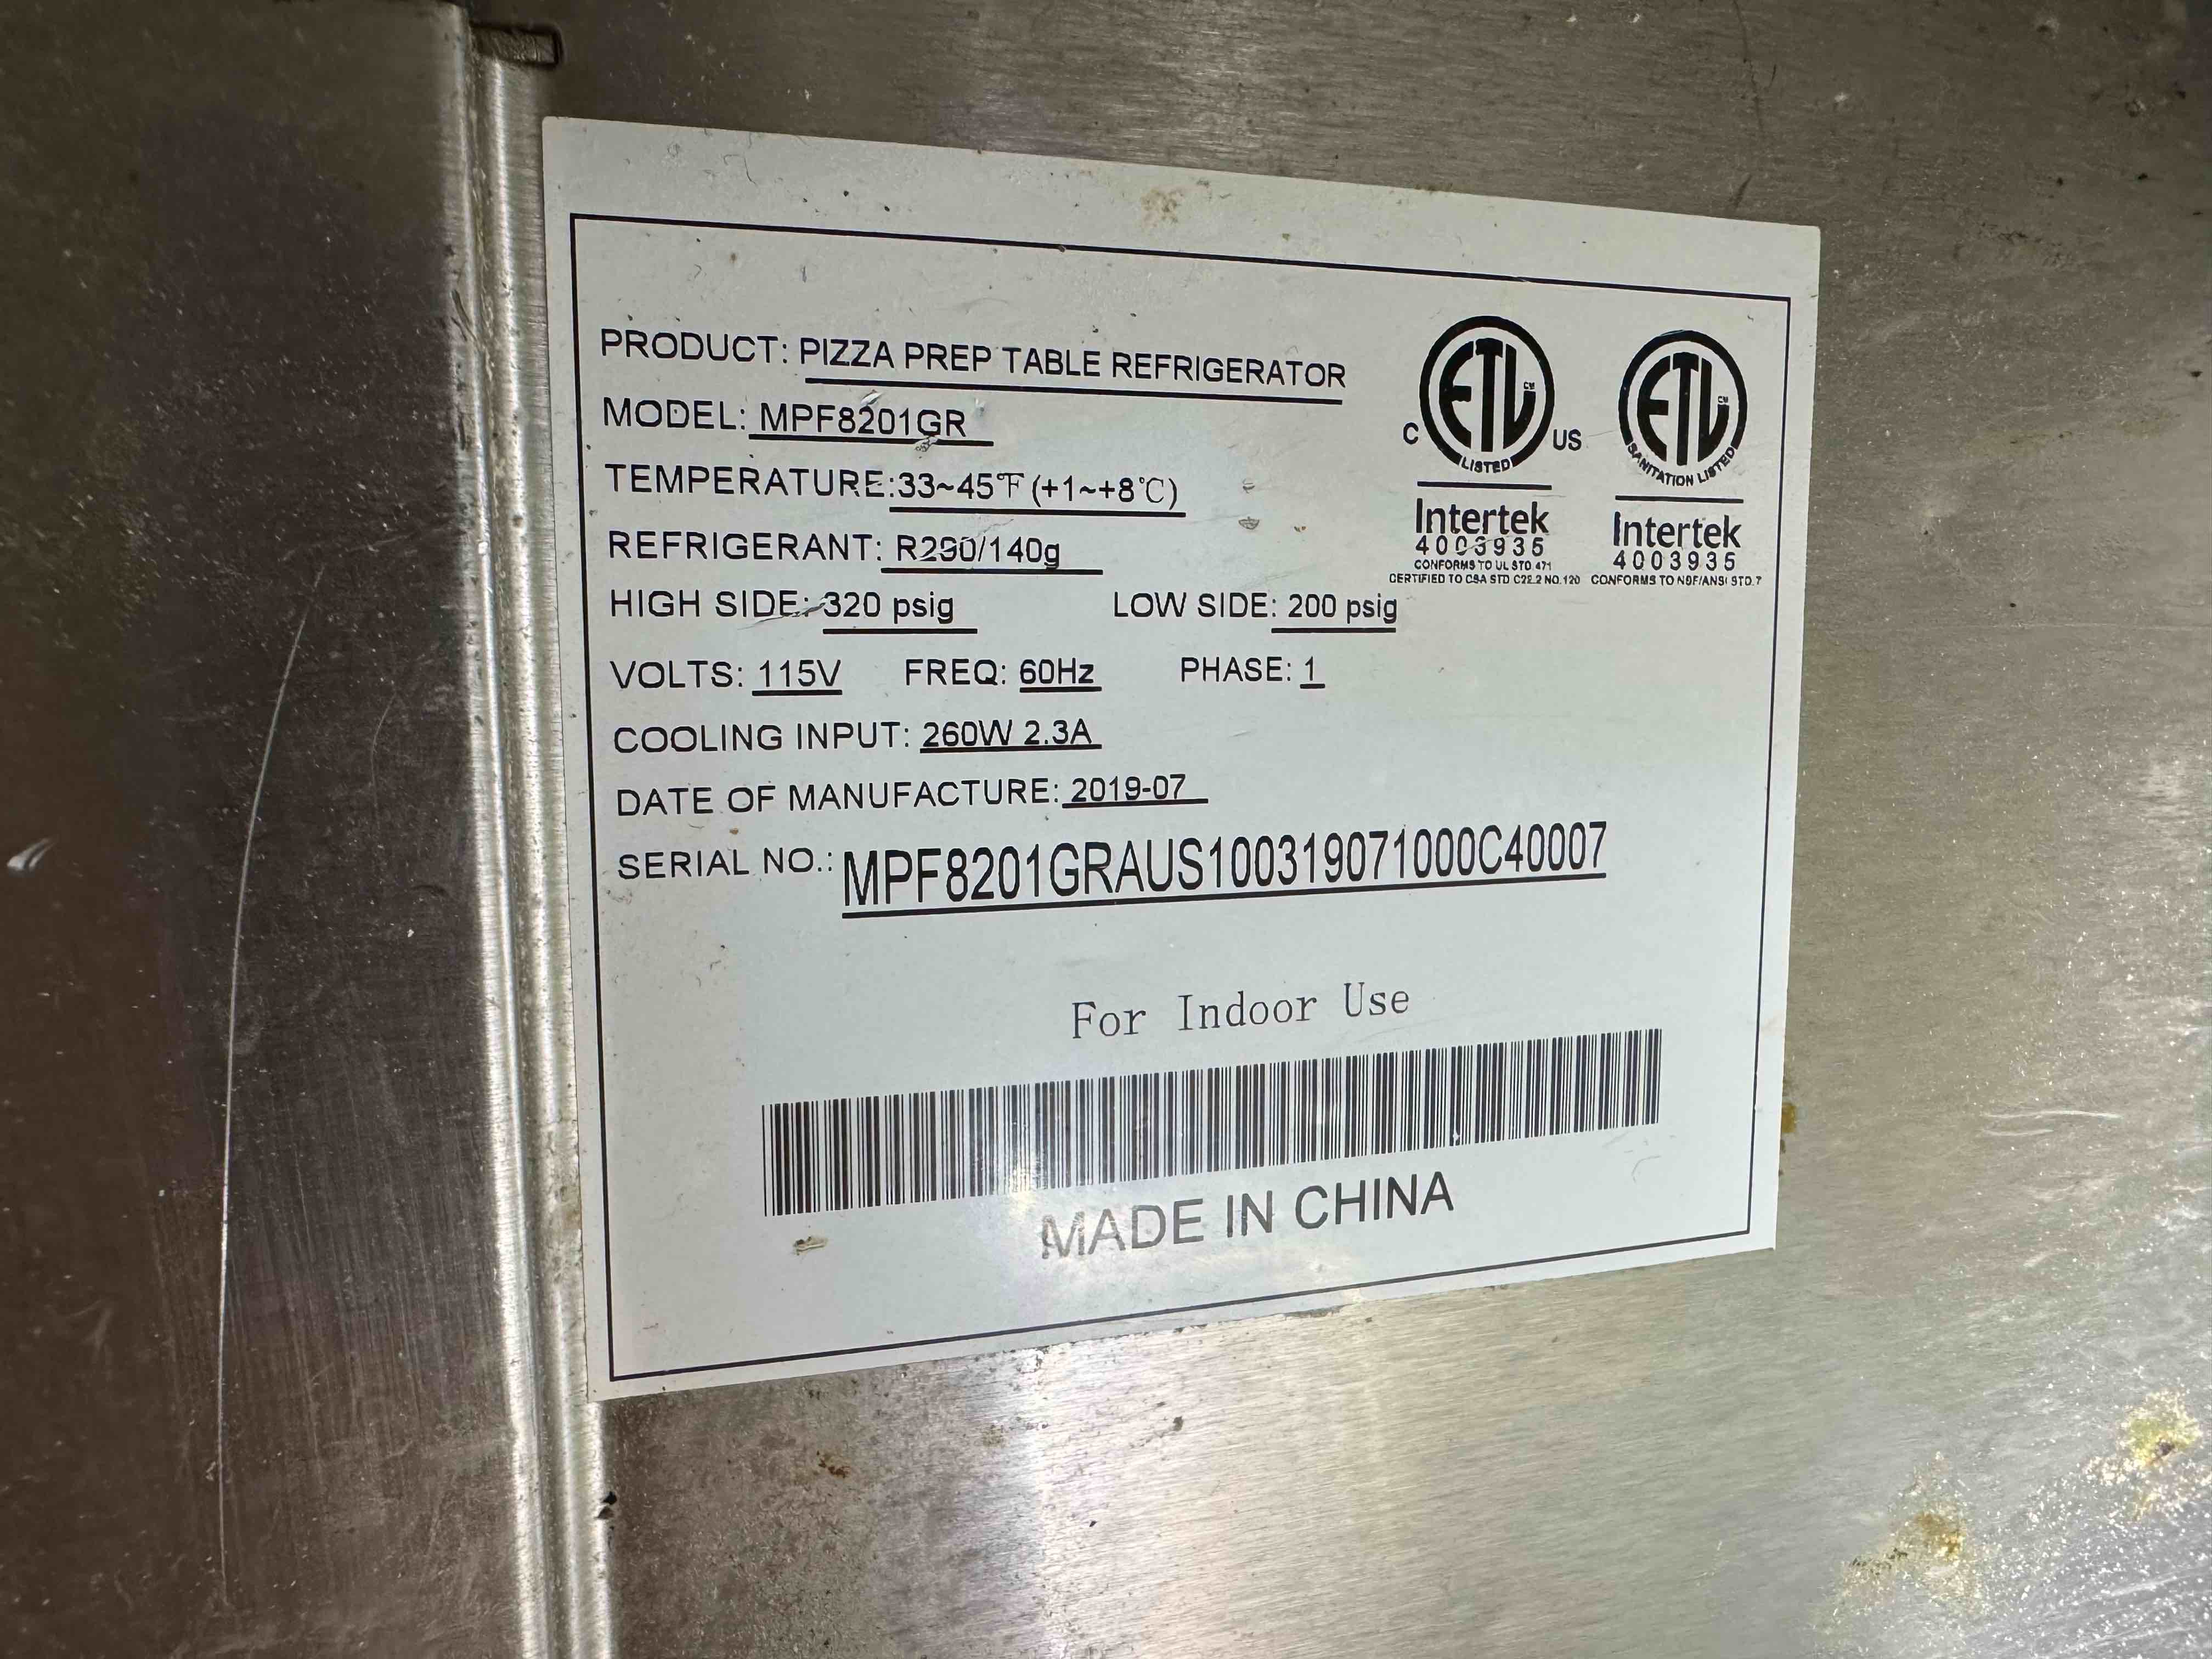 PRODUCT: PIZZA PREP TABLE REFRIGERATOR
MODEL: MPF8201GR
TEMPERATURE:33~45℉ (+1~+8℃)
REFRIGERANT: R290/140g
HIGH SIDE: 320 psig LOW SIDE: 200 psig
VOLTS: 115V FREQ: 60Hz PHASE: 1
COOLING INPUT: 260W 2.3A
DATE OF MANUFACTURE: 2019-07
SERIAL NO.: MPF8201GRAUS100319071000C40007
ETL CM
C US
LISTED
Intertek
4003935
CONFORMS TO UL STD 471
CERTIFIED TO CSA STD C22.2 NO.120
ETL CM
SANITATION LISTED
Intertek
4003935
CONFORMS TO NSF/ANSI STD.7
For Indoor Use
MADE IN CHINA